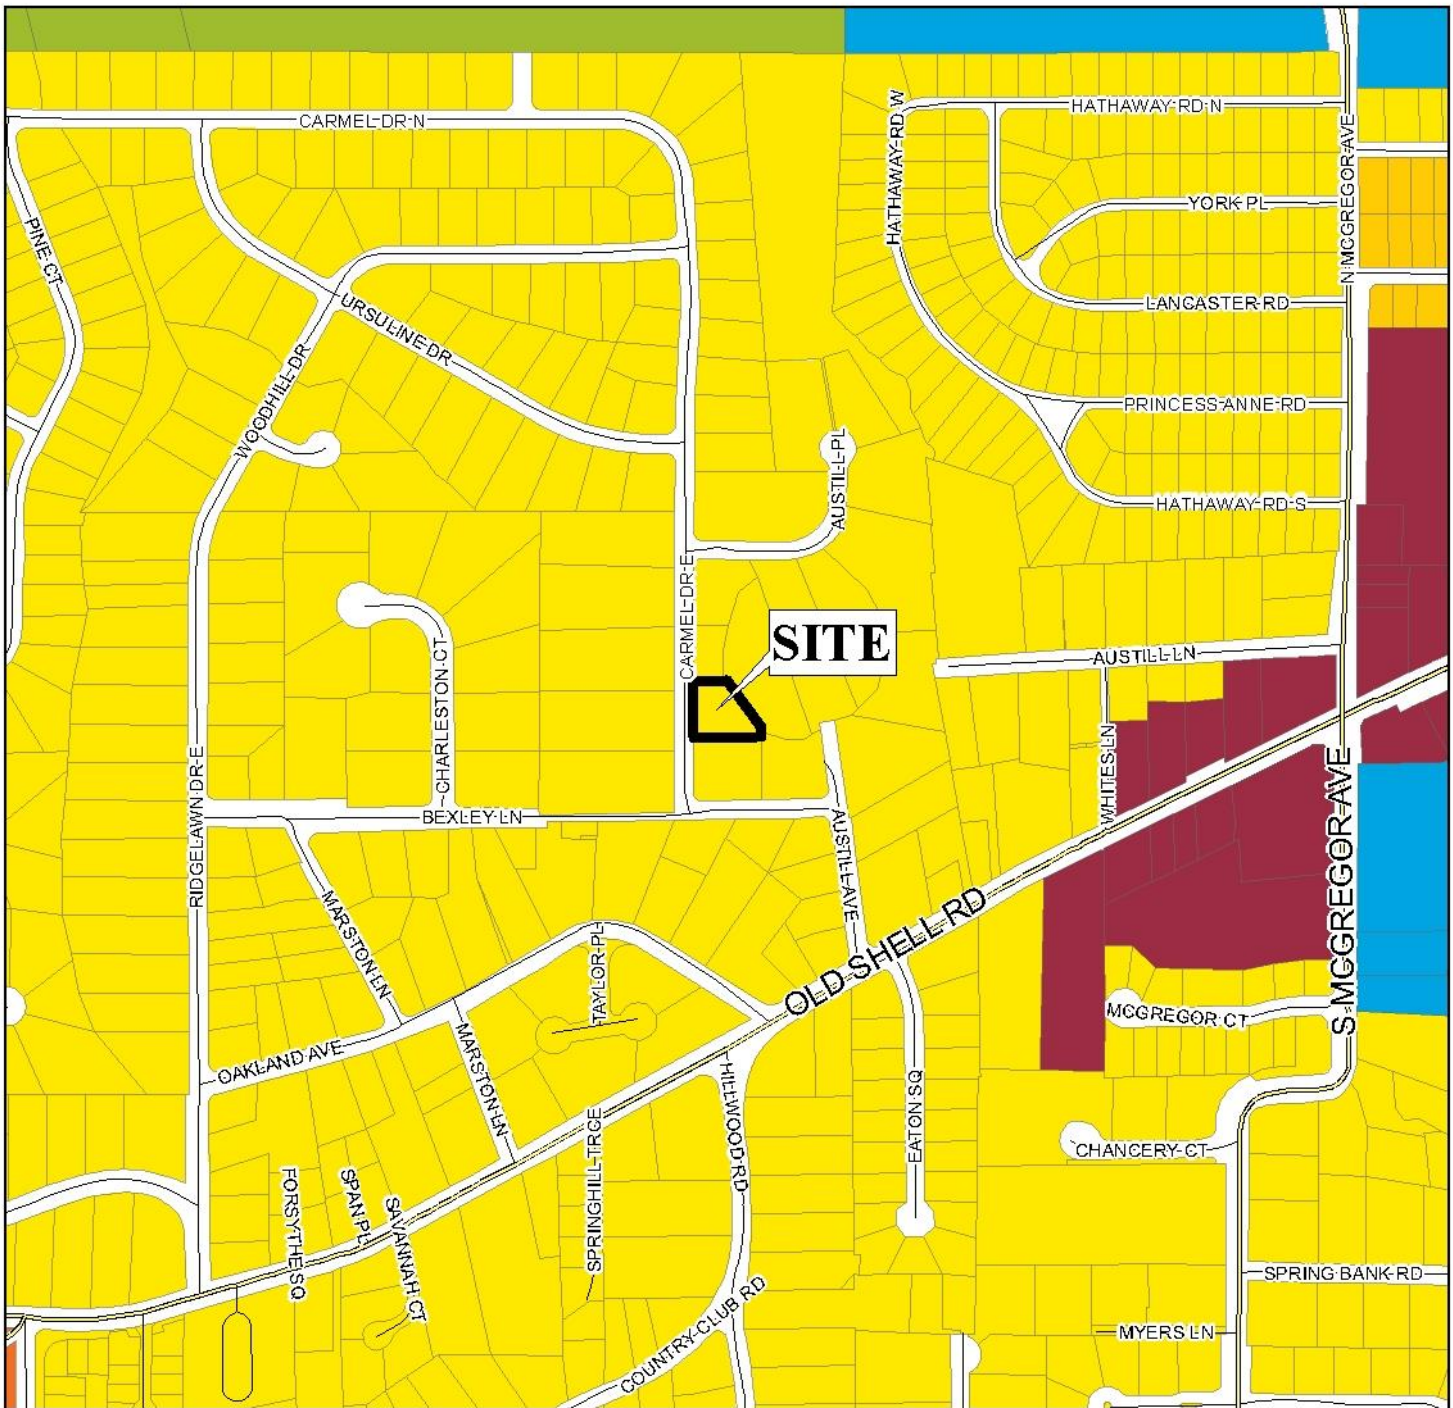 HATHAWAY RD N
CARMEL DR N
HATHAWAY RD W
N MCGREGOR AVE
YORK PL
PINE CT
URSULINE DR
LANCASTER RD
WOODHILL DR
PRINCESS ANNE RD
AUSTILL PL
HATHAWAY RD S
CARMEL DR E
SITE
CHARLESTON CT
AUSTILL LN
RIDGELAWN DR E
WHITES LN
BEXLEY LN
S MCGREGOR AVE
AUSTILL AVE
MARSTON LN
OLD SHELL RD
TAYLOR PL
MCGREGOR CT
OAKLAND AVE
MARSTON LN
HILLWOOD RD
EATON SQ
SPRINGHILL TRCE
CHANCERY CT
FORSYTHE SQ
SPAN PL
SAVANNAH CT
SPRING BANK RD
COUNTRY CLUB RD
MYERS LN